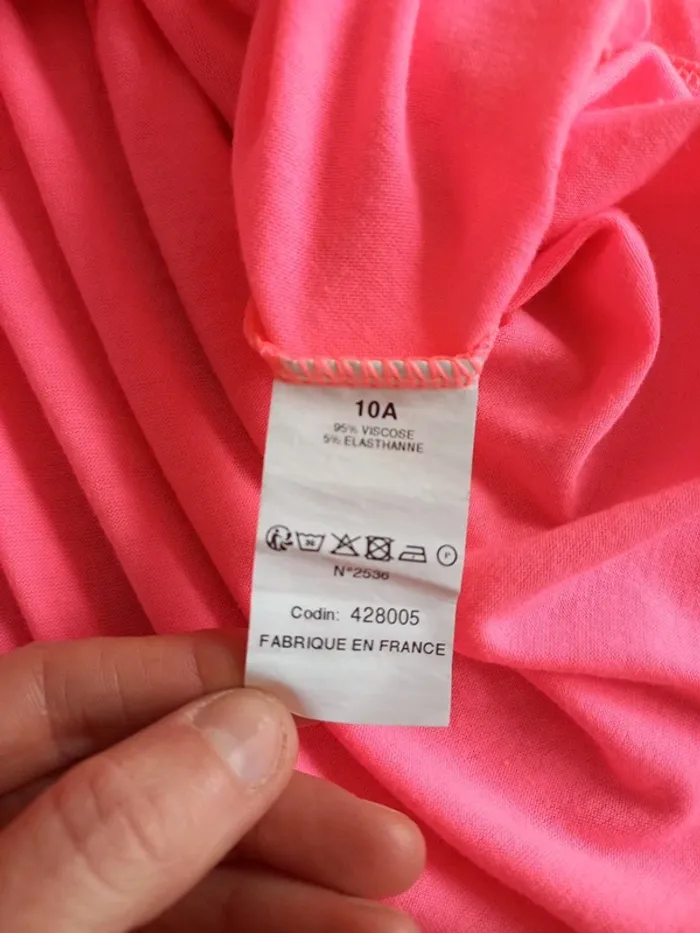 10A
95% VISCOSE
5% ELASTHANNE
N°2536
Codin: 428005
FABRIQUE EN FRANCE